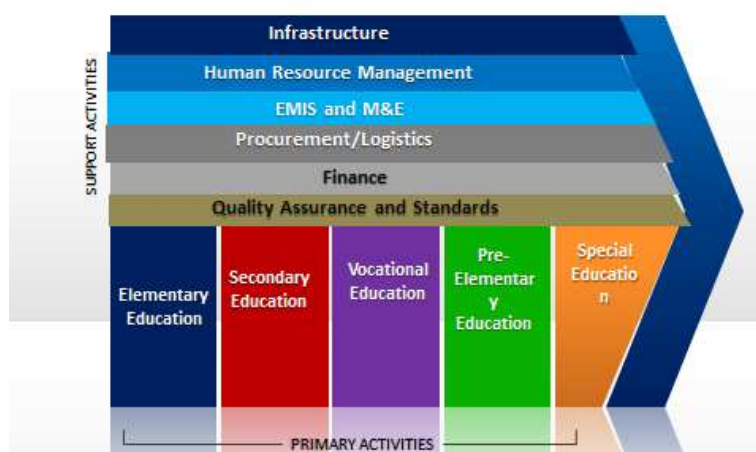 SUPPORT ACTIVITIES
Infrastructure
Human Resource Management
EMIS and M&E
Procurement/Logistics
Finance
Quality Assurance and Standards
Elementary
Education
Secondary
Education
Vocational
Education
Pre-
Elementar
y
Education
Special
Educatio
n
PRIMARY ACTIVITIES